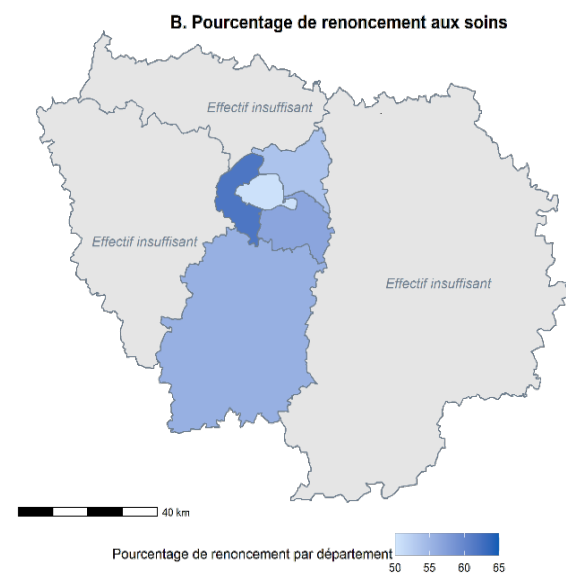 B. Pourcentage de renoncement aux soins
Effectif insuffisant
Effectif insuffisant
Effectif insuffisant
40 km
Pourcentage de renoncement par département
50 55 60 65